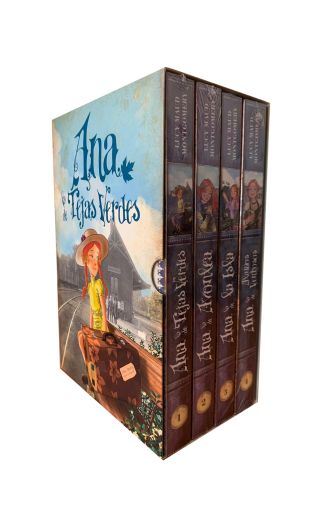 Ana
de
Tejas Verdes
LUCY MAUD
MONTGOMERY
Ana de Tejas Verdes
1
LUCY MAUD
MONTGOMERY
Ana de Avonlea
2
LUCY MAUD
MONTGOMERY
Ana de la Isla
3
LUCY MAUD
MONTGOMERY
Ana de Álamos Ventosos
4